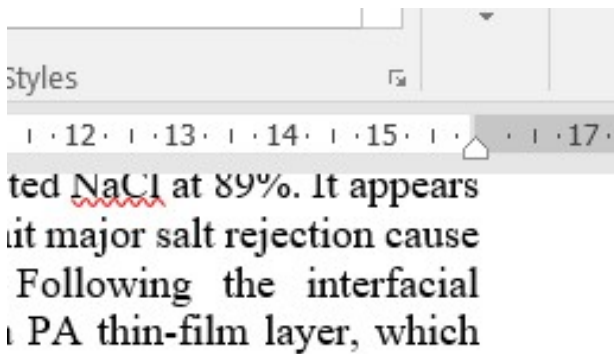 Styles
12 13 14 15 17
ted NaCl at 89%. It appears
it major salt rejection cause
Following the interfacial
PA thin-film layer, which